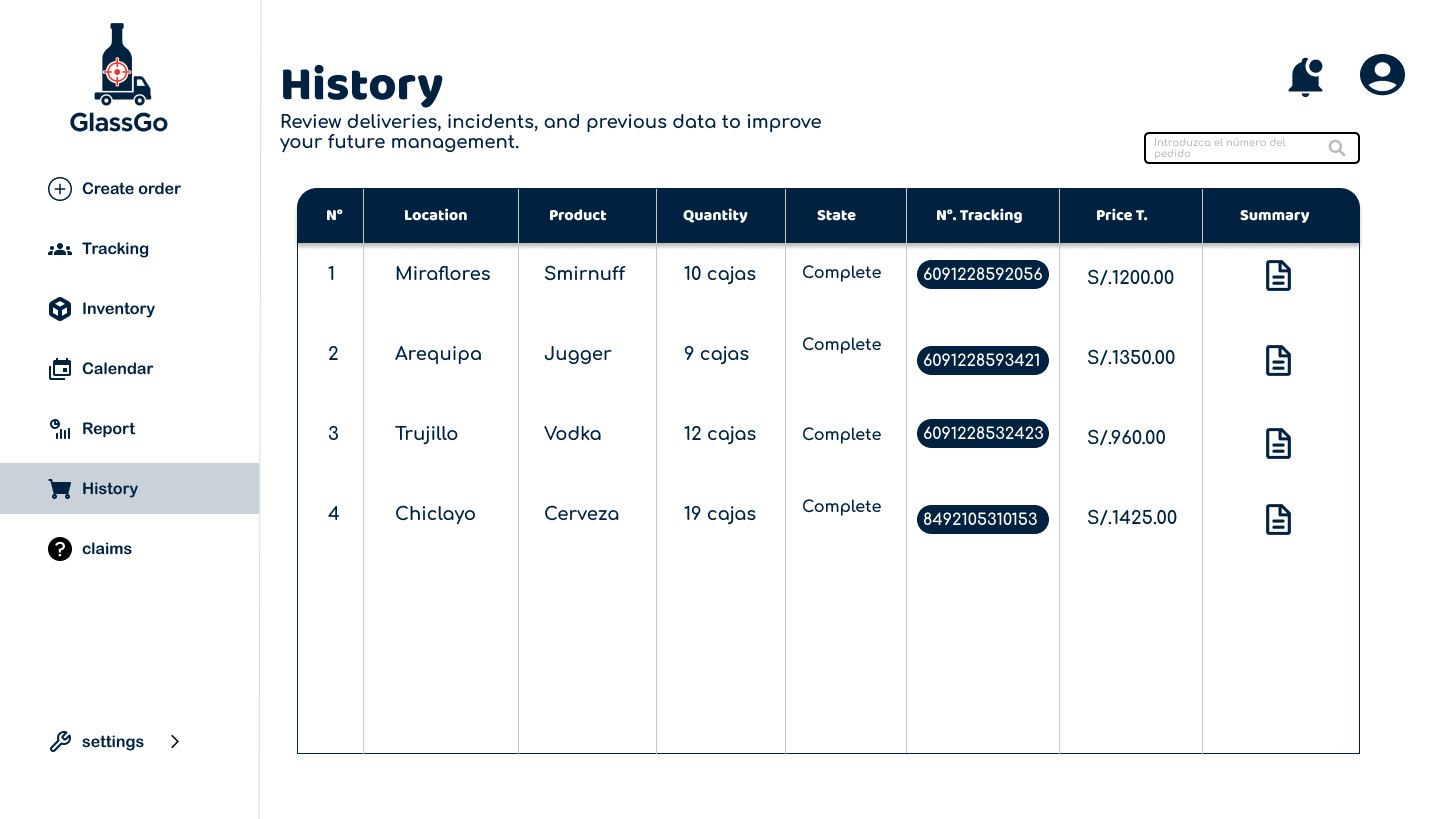 GlassGo
Create order
Tracking
Inventory
Calendar
Report
History
claims
settings
History
Review deliveries, incidents, and previous data to improve
your future management.
Introduzca el número del
pedido
N° Location Product Quantity State N°. Tracking Price T. Summary
1 Miraflores Smirnuff 10 cajas Complete 6091228592056 S/.1200.00
2 Arequipa Jugger 9 cajas Complete 6091228593421 S/.1350.00
3 Trujillo Vodka 12 cajas Complete 6091228532423 S/.960.00
4 Chiclayo Cerveza 19 cajas Complete 8492105310153 S/.1425.00